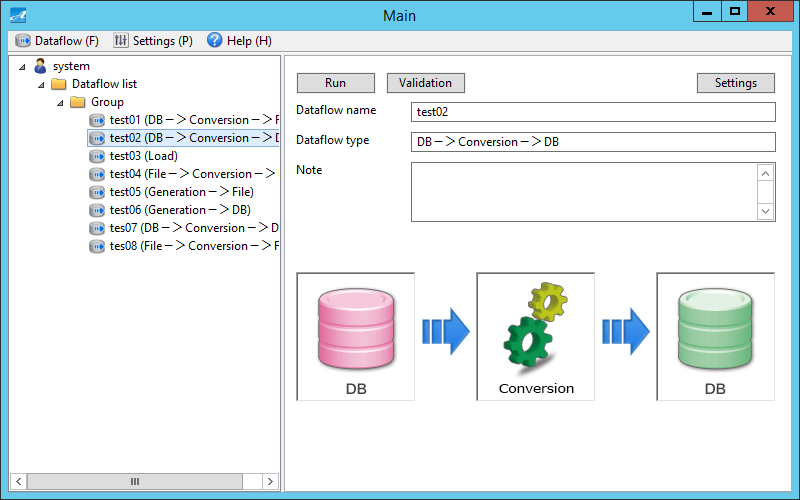 Main
Dataflow (F) Settings (P) Help (H)
system
Dataflow list
Group
test01 (DB－＞Conversion－＞F
test02 (DB－＞Conversion－＞D
test03 (Load)
test04 (File－＞Conversion－＞
test05 (Generation－＞File)
test06 (Generation－＞DB)
tes07 (DB－＞Conversion－＞D
tes08 (File－＞Conversion－＞F
Run Validation Settings
Dataflow name test02
Dataflow type DB－＞Conversion－＞DB
Note
DB Conversion DB